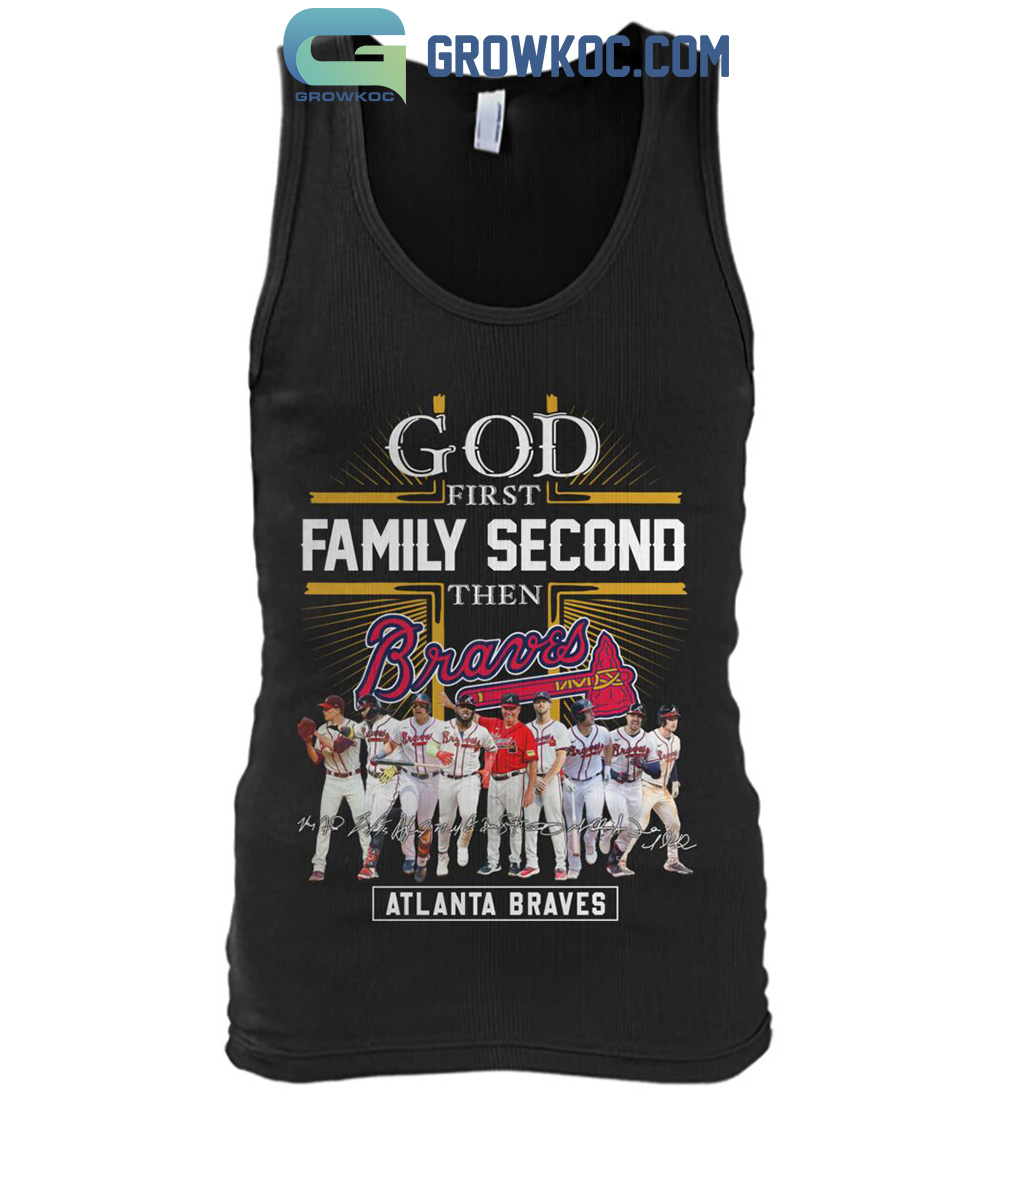 GROWKOC.COM
GROWKOC
GOD
FIRST
FAMILY SECOND
THEN
Braves
ATLANTA BRAVES